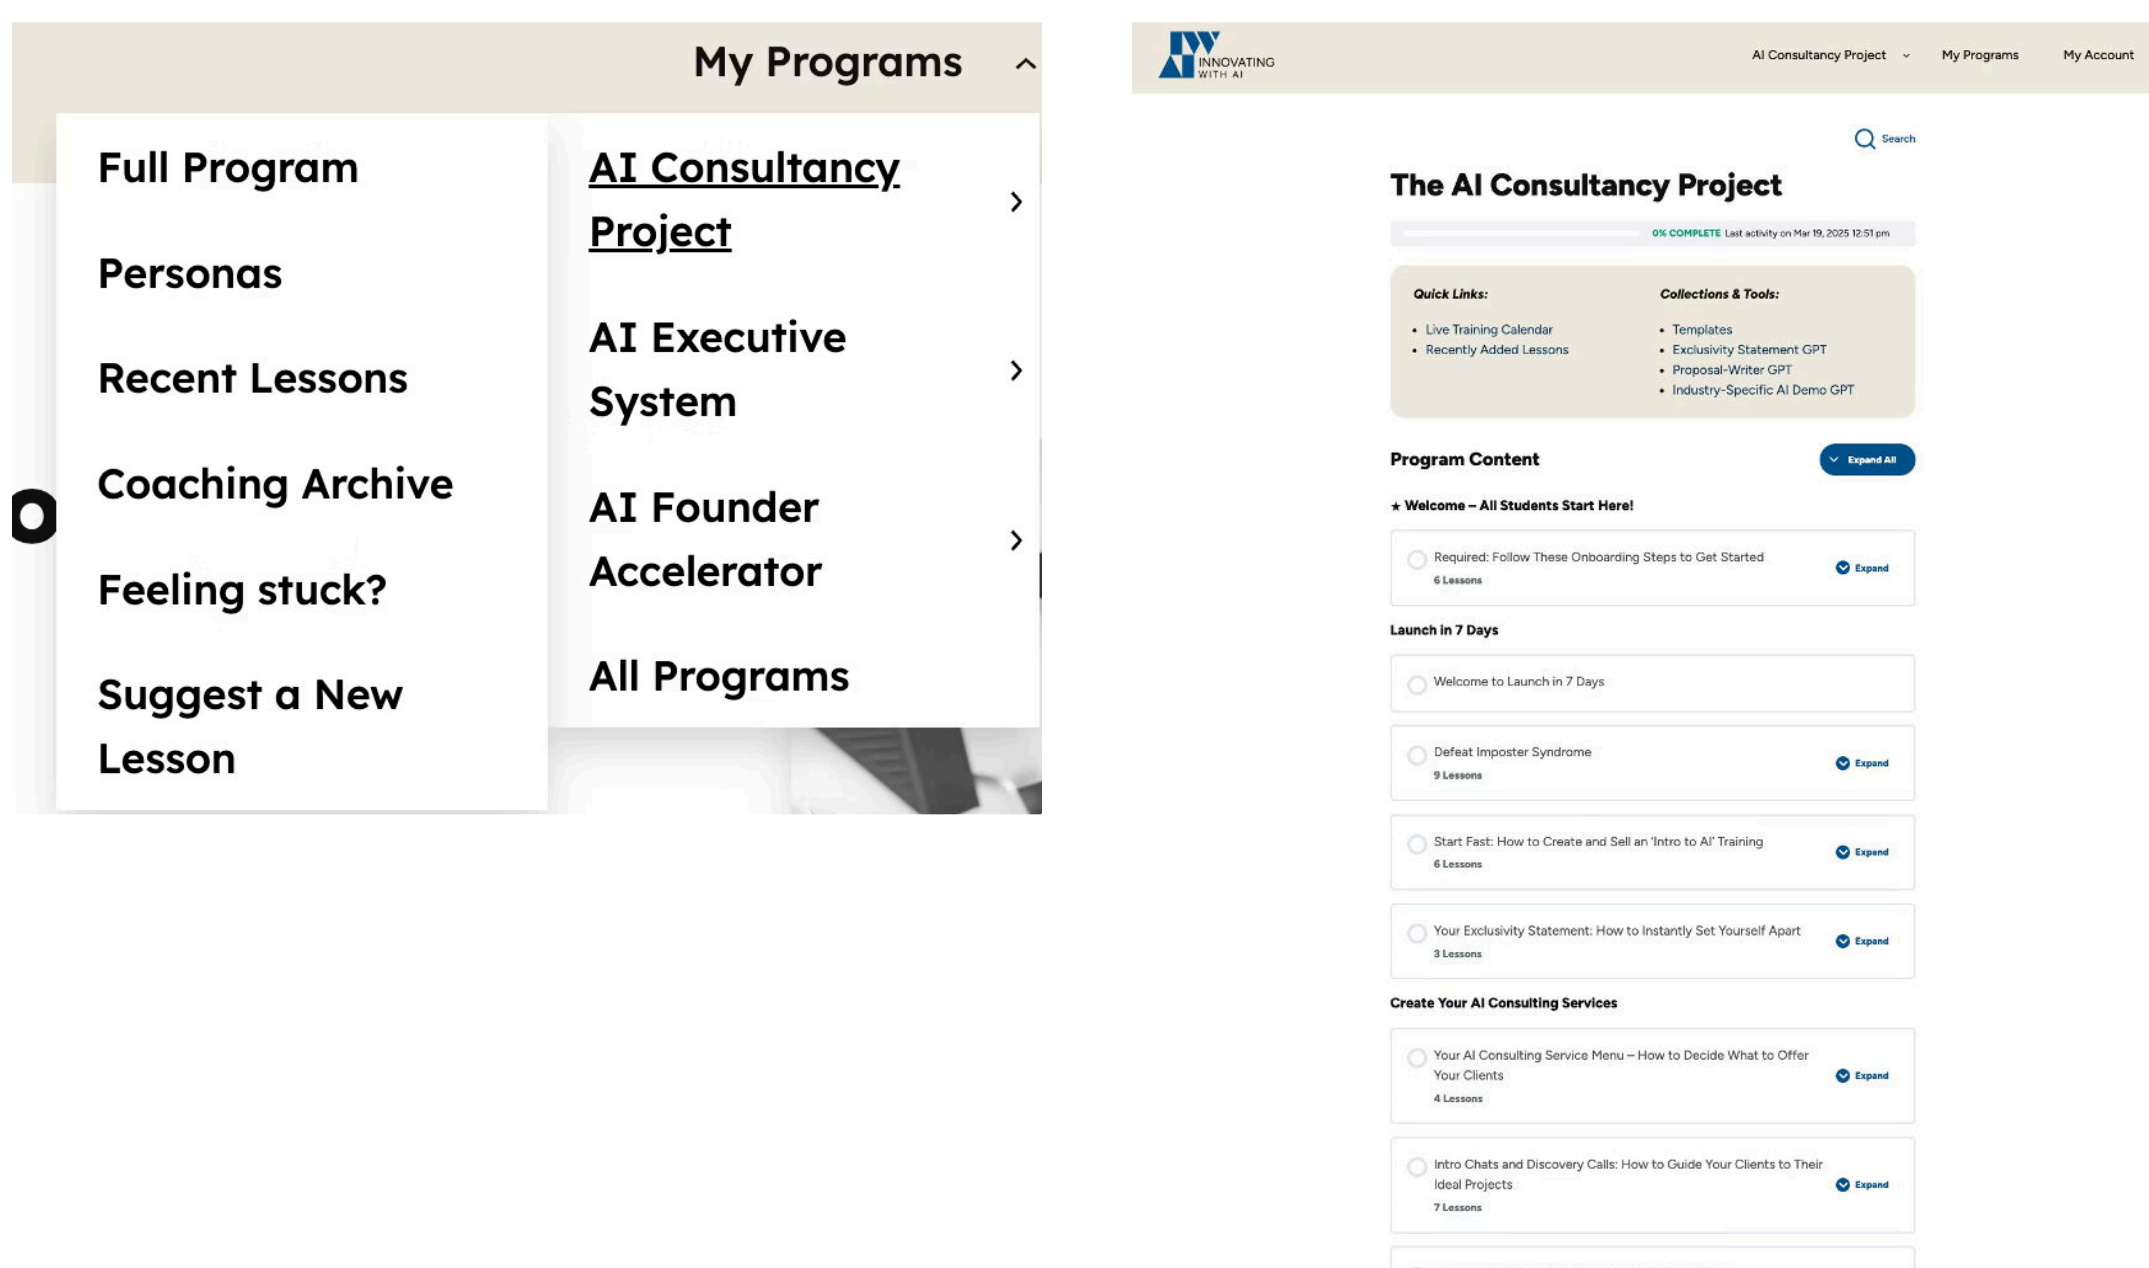 My Programs
Full Program
Personas
Recent Lessons
Coaching Archive
Feeling stuck?
Suggest a New
Lesson
AI Consultancy
Project
AI Executive
System
AI Founder
Accelerator
All Programs
INNOVATING
WITH AI
AI Consultancy Project
My Programs
My Account
Search
The AI Consultancy Project
0% COMPLETE Last activity on Mar 19, 2025 12:51 pm
Quick Links:
• Live Training Calendar
• Recently Added Lessons
Collections & Tools:
• Templates
• Exclusivity Statement GPT
• Proposal-Writer GPT
• Industry-Specific AI Demo GPT
Program Content
Expand All
★ Welcome – All Students Start Here!
Required: Follow These Onboarding Steps to Get Started
6 Lessons
Expand
Launch in 7 Days
Welcome to Launch in 7 Days
Defeat Imposter Syndrome
9 Lessons
Expand
Start Fast: How to Create and Sell an 'Intro to AI' Training
6 Lessons
Expand
Your Exclusivity Statement: How to Instantly Set Yourself Apart
3 Lessons
Expand
Create Your AI Consulting Services
Your AI Consulting Service Menu – How to Decide What to Offer
Your Clients
4 Lessons
Expand
Intro Chats and Discovery Calls: How to Guide Your Clients to Their
Ideal Projects
7 Lessons
Expand